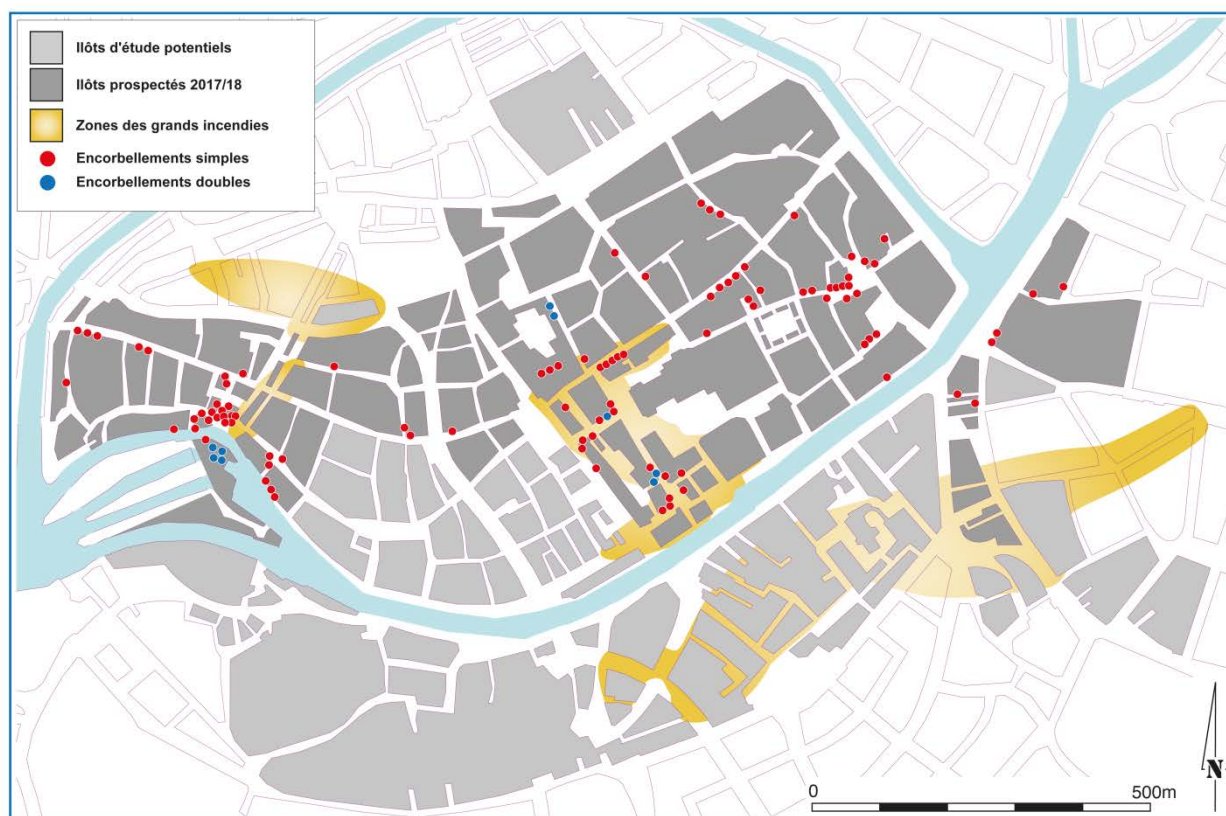 Ilôts d'étude potentiels
Ilôts prospectés 2017/18
Zones des grands incendies
Encorbellements simples
Encorbellements doubles
N
0 500m